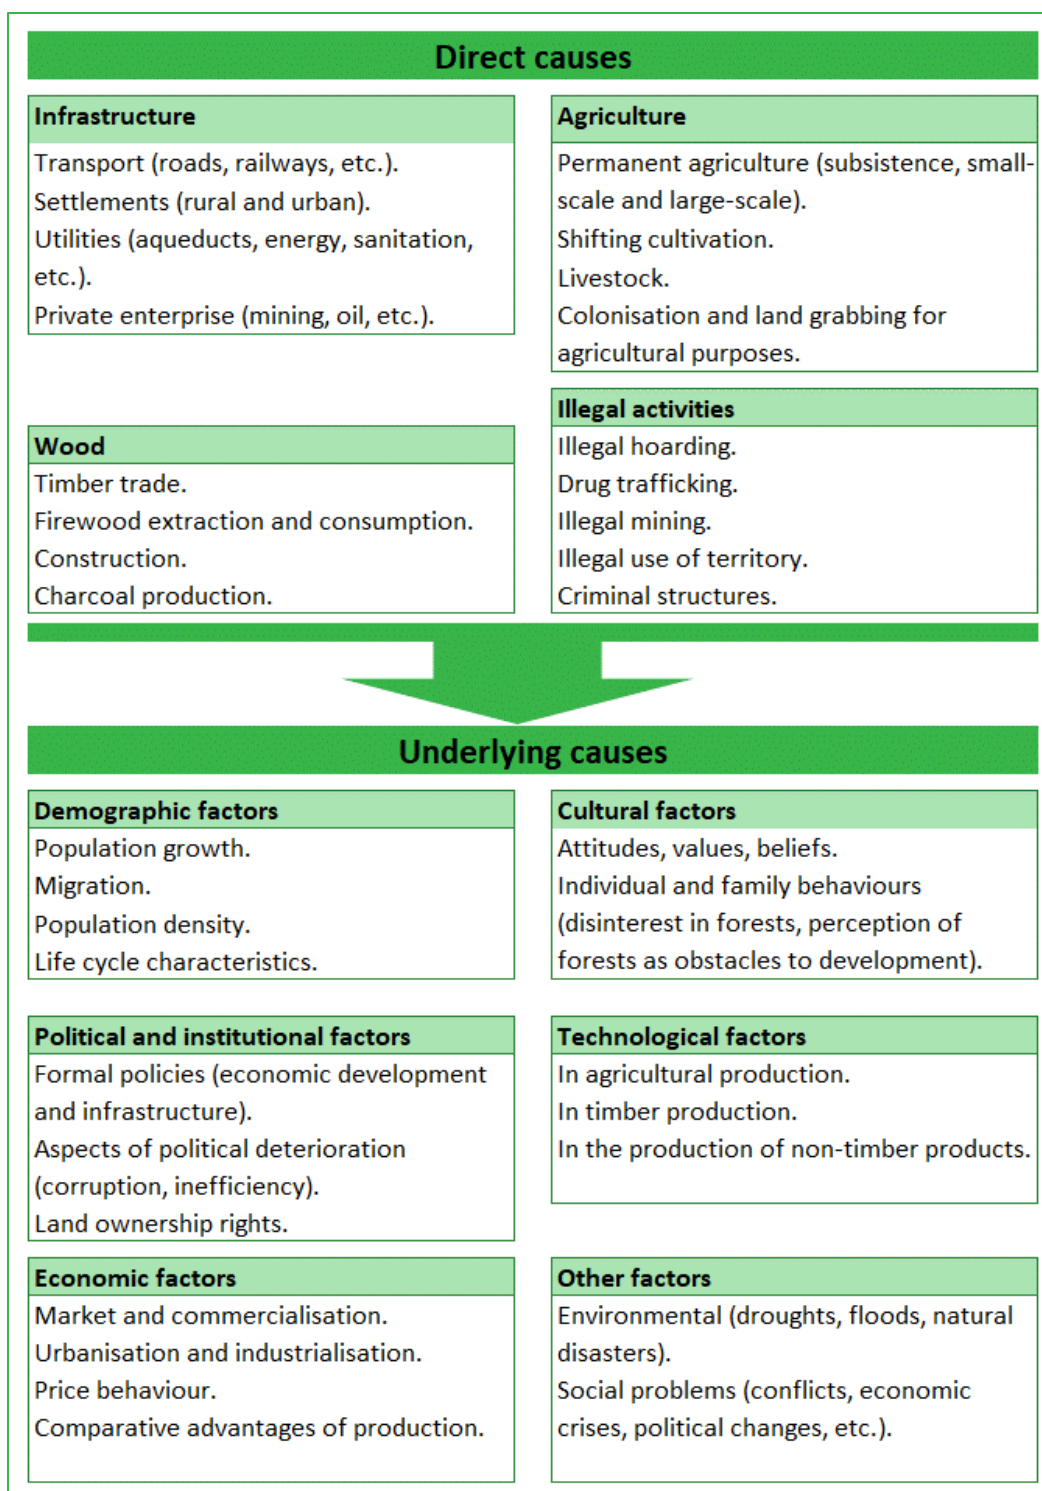 Direct causes
Infrastructure
Transport (roads, railways, etc.).
Settlements (rural and urban).
Utilities (aqueducts, energy, sanitation,
etc.).
Private enterprise (mining, oil, etc.).
Agriculture
Permanent agriculture (subsistence, small-
scale and large-scale).
Shifting cultivation.
Livestock.
Colonisation and land grabbing for
agricultural purposes.
Wood
Timber trade.
Firewood extraction and consumption.
Construction.
Charcoal production.
Illegal activities
Illegal hoarding.
Drug trafficking.
Illegal mining.
Illegal use of territory.
Criminal structures.
Underlying causes
Demographic factors
Population growth.
Migration.
Population density.
Life cycle characteristics.
Cultural factors
Attitudes, values, beliefs.
Individual and family behaviours
(disinterest in forests, perception of
forests as obstacles to development).
Political and institutional factors
Formal policies (economic development
and infrastructure).
Aspects of political deterioration
(corruption, inefficiency).
Land ownership rights.
Technological factors
In agricultural production.
In timber production.
In the production of non-timber products.
Economic factors
Market and commercialisation.
Urbanisation and industrialisation.
Price behaviour.
Comparative advantages of production.
Other factors
Environmental (droughts, floods, natural
disasters).
Social problems (conflicts, economic
crises, political changes, etc.).